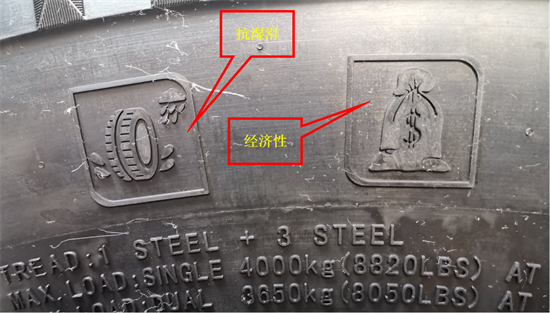 抗湿滑
经济性
$
TREAD:1 STEEL + 3 STEEL
MAX.LOAD:SINGLE 4000kg(8820LBS) AT
LOAD:DUAL 3650kg(8050LBS) AT